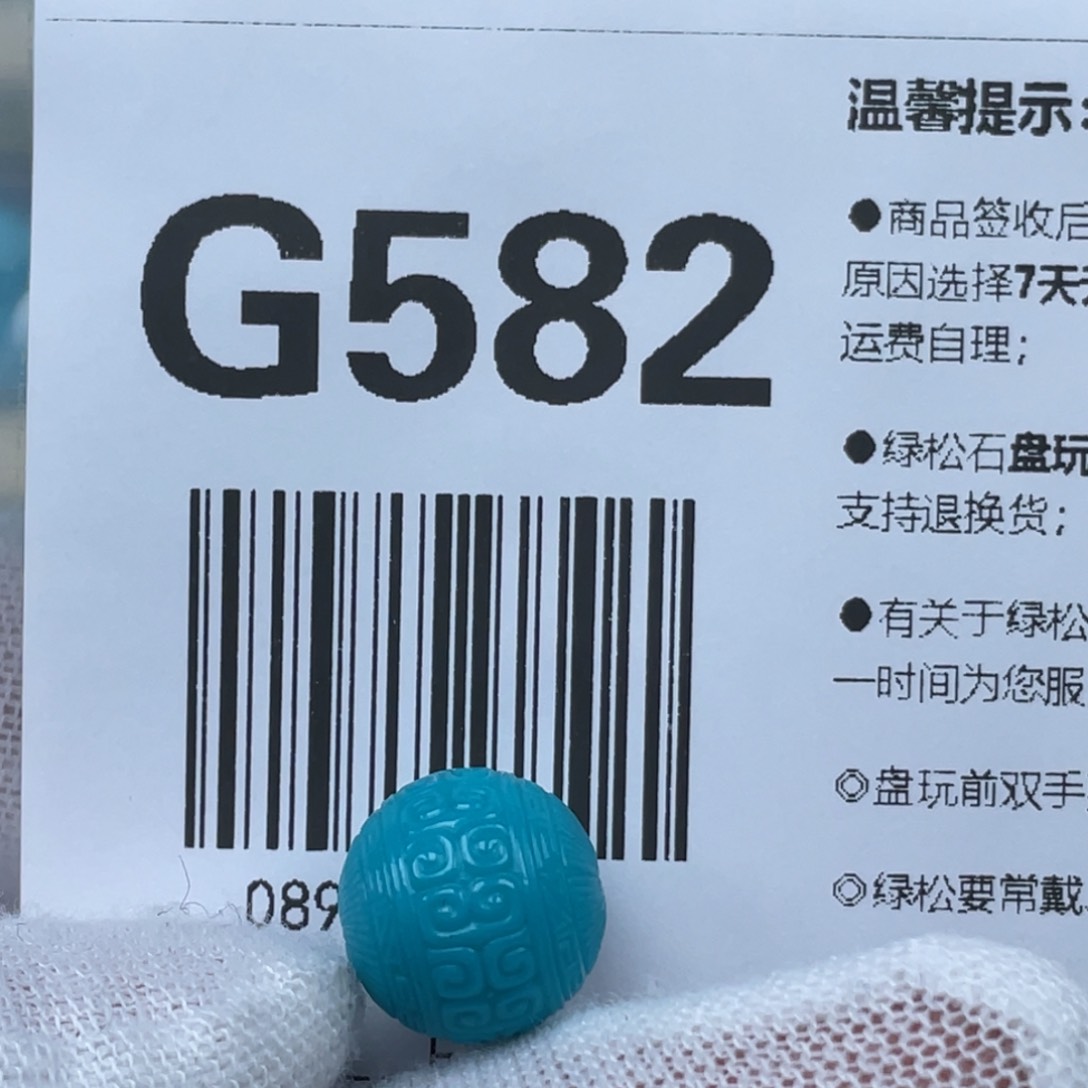 温馨提示：
G582
●商品签收后
原因选择7天
运费自理；
●绿松石盘玩
支持退换货；
●有关于绿松
一时间为您服
◎盘玩前双手
◎绿松要常戴
089